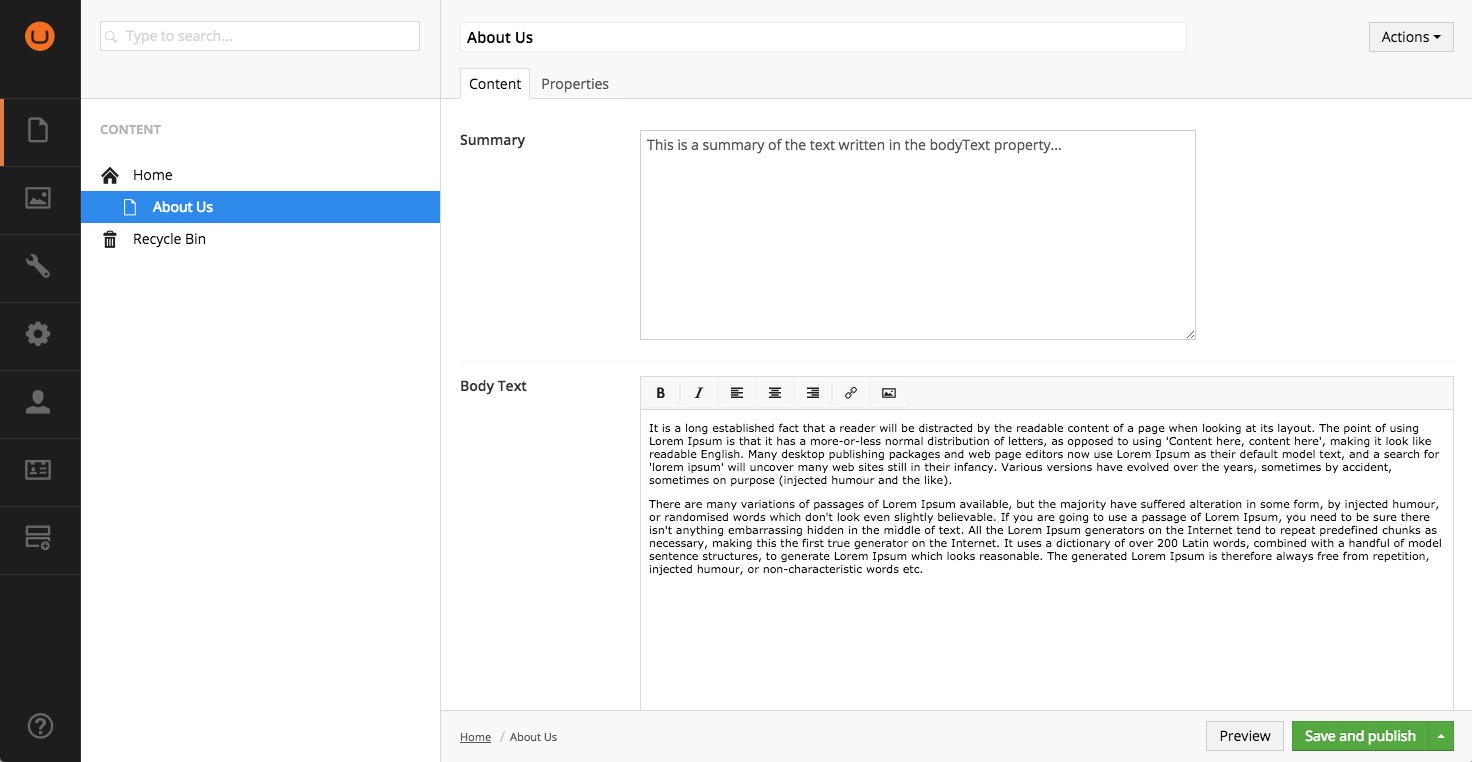 Type to search...
About Us
Actions
Content
Properties
CONTENT
Home
About Us
Recycle Bin
Summary
This is a summary of the text written in the bodyText property...
Body Text
B I
It is a long established fact that a reader will be distracted by the readable content of a page when looking at its layout. The point of using
Lorem Ipsum is that it has a more-or-less normal distribution of letters, as opposed to using 'Content here, content here', making it look like
readable English. Many desktop publishing packages and web page editors now use Lorem Ipsum as their default model text, and a search for
'lorem ipsum' will uncover many web sites still in their infancy. Various versions have evolved over the years, sometimes by accident,
sometimes on purpose (injected humour and the like).
There are many variations of passages of Lorem Ipsum available, but the majority have suffered alteration in some form, by injected humour,
or randomised words which don't look even slightly believable. If you are going to use a passage of Lorem Ipsum, you need to be sure there
isn't anything embarrassing hidden in the middle of text. All the Lorem Ipsum generators on the Internet tend to repeat predefined chunks as
necessary, making this the first true generator on the Internet. It uses a dictionary of over 200 Latin words, combined with a handful of model
sentence structures, to generate Lorem Ipsum which looks reasonable. The generated Lorem Ipsum is therefore always free from repetition,
injected humour, or non-characteristic words etc.
Home / About Us
Preview
Save and publish